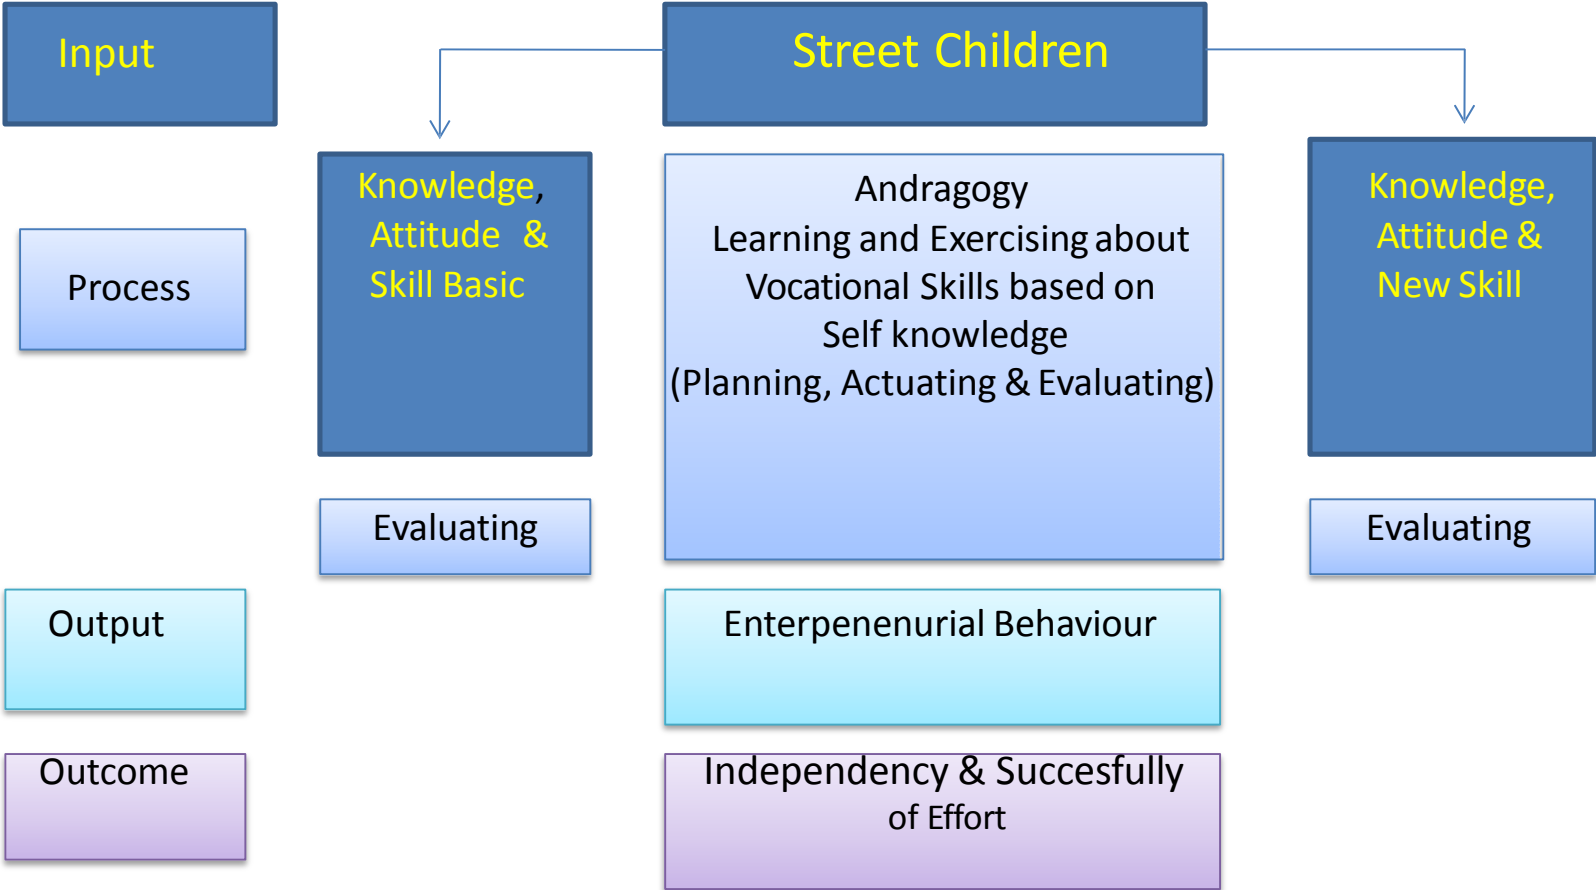 Input
Street Children
Knowledge,
Attitude &
Skill Basic
Andragogy
Learning and Exercising about
Vocational Skills based on
Self knowledge
(Planning, Actuating & Evaluating)
Knowledge,
Attitude &
New Skill
Process
Evaluating
Evaluating
Output
Enterpenenurial Behaviour
Outcome
Independency & Succesfully
of Effort